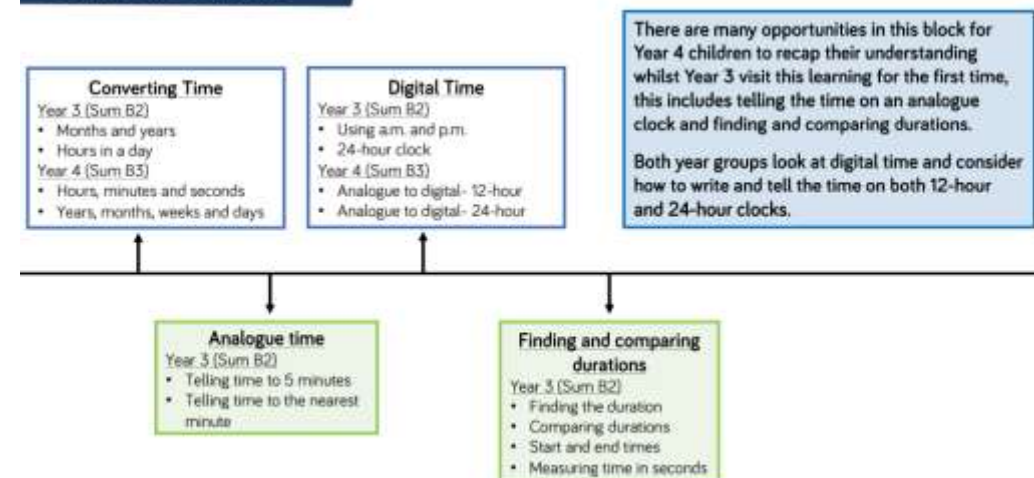 Converting Time
Year 3 (Sum B2)
• Months and years
• Hours in a day
Year 4 (Sum B3)
• Hours, minutes and seconds
• Years, months, weeks and days
Digital Time
Year 3 (Sum B2)
• Using a.m. and p.m.
• 24-hour clock
Year 4 (Sum B3)
• Analogue to digital- 12-hour
• Analogue to digital- 24-hour
There are many opportunities in this block for
Year 4 children to recap their understanding
whilst Year 3 visit this learning for the first time,
this includes telling the time on an analogue
clock and finding and comparing durations.
Both year groups look at digital time and consider
how to write and tell the time on both 12-hour
and 24-hour clocks.
Analogue time
Year 3 (Sum B2)
• Telling time to 5 minutes
• Telling time to the nearest
minute
Finding and comparing
durations
Year 3 (Sum B2)
• Finding the duration
• Comparing durations
• Start and end times
• Measuring time in seconds